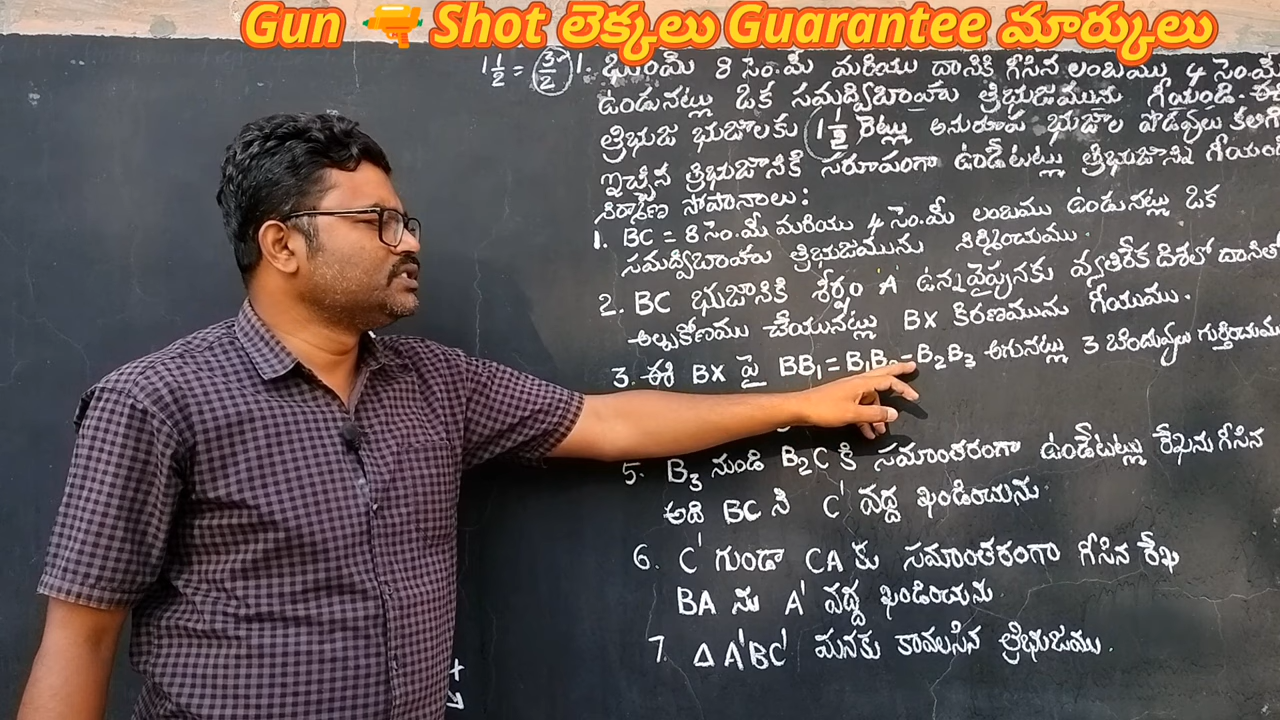 Gun Shot లెక్కలు Guarantee మార్కులు
1 1/2 = 3/2 1. భూమి 8 సెం.మీ మరియు దానికి గీసిన లంబము 4 సెం.మీ
ఉండునట్లు ఒక సమద్విబాహు త్రిభుజమును గీయండి. ఈ
త్రిభుజ భుజాలకు 1 1/2 రెట్లు అనురూప భుజాల పొడవులు కలిగి
ఇచ్చిన త్రిభుజానికి సరూపంగా ఉండేటట్లు త్రిభుజాన్ని గీయండి
నిర్మాణ సోపానాలు:
1. BC = 8 సెం.మీ మరియు 4 సెం.మీ లంబము ఉండునట్లు ఒక
సమద్విబాహు త్రిభుజమును నిర్మించుము.
2. BC భుజానికి శీర్షం 'A' ఉన్నవైపునకు వ్యతిరేక దిశలో దానితో
అల్పకోణము చేయునట్లు BX కిరణమును గీయుము.
3. ఈ BX పై BB₁ = B₁B₂ = B₂B₃ అగునట్లు 3 బిందువులు గుర్తించుము
5. B₃ నుండి B₂C కి సమాంతరంగా ఉండేటట్లు రేఖను గీసిన
అది BC ని C' వద్ద ఖండించును.
6. C' గుండా CA కు సమాంతరంగా గీసిన రేఖ
BA ను A' వద్ద ఖండించును.
7. Δ A'BC' మనకు కావలసిన త్రిభుజము.